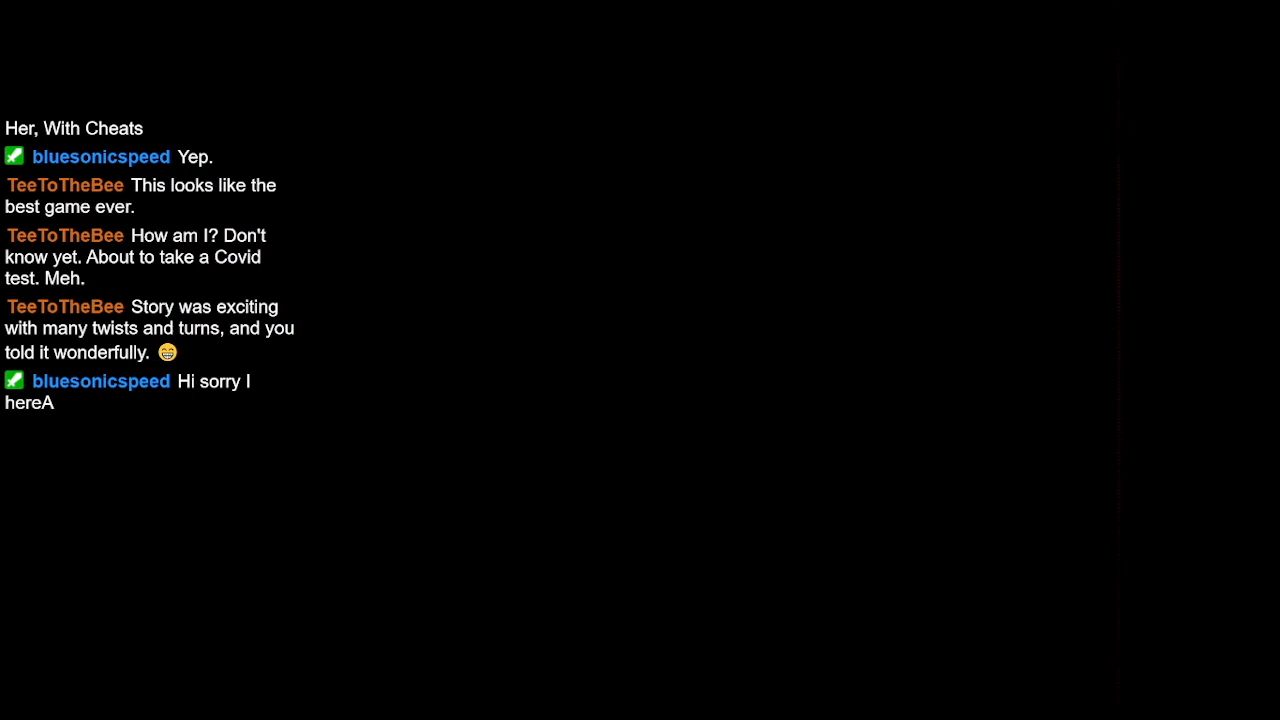 Her, With Cheats
bluesonicspeed Yep.
TeeToTheBee This looks like the
best game ever.
TeeToTheBee How am I? Don't
know yet. About to take a Covid
test. Meh.
TeeToTheBee Story was exciting
with many twists and turns, and you
told it wonderfully. 😁
bluesonicspeed Hi sorry I
hereA